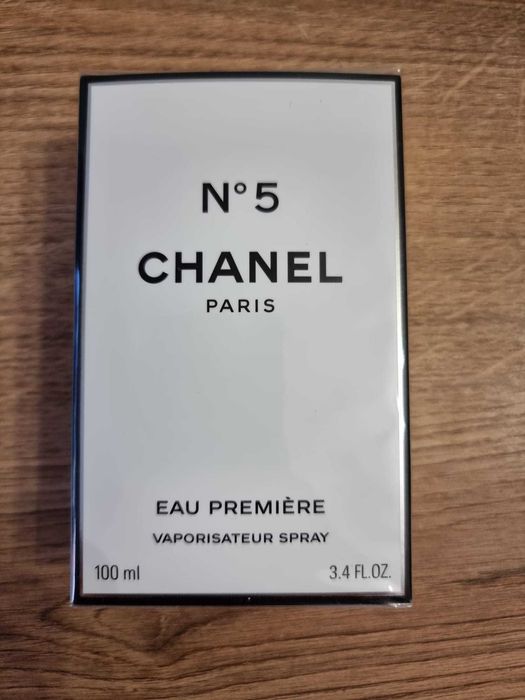 N°5
CHANEL
PARIS
EAU PREMIÈRE
VAPORISATEUR SPRAY
100 ml 3.4 FL.OZ.